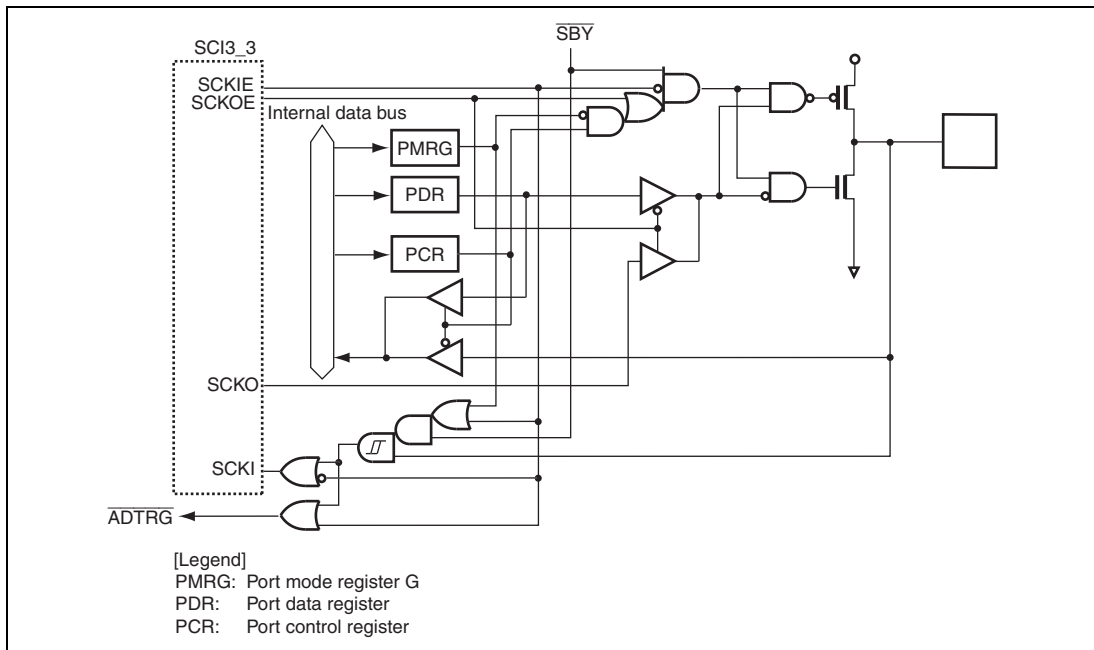 SBY
SCI3_3
SCKIE
SCKOE
Internal data bus
PMRG
PDR
PCR
SCKO
SCKI
ADTRG
[Legend]
PMRG: Port mode register G
PDR: Port data register
PCR: Port control register